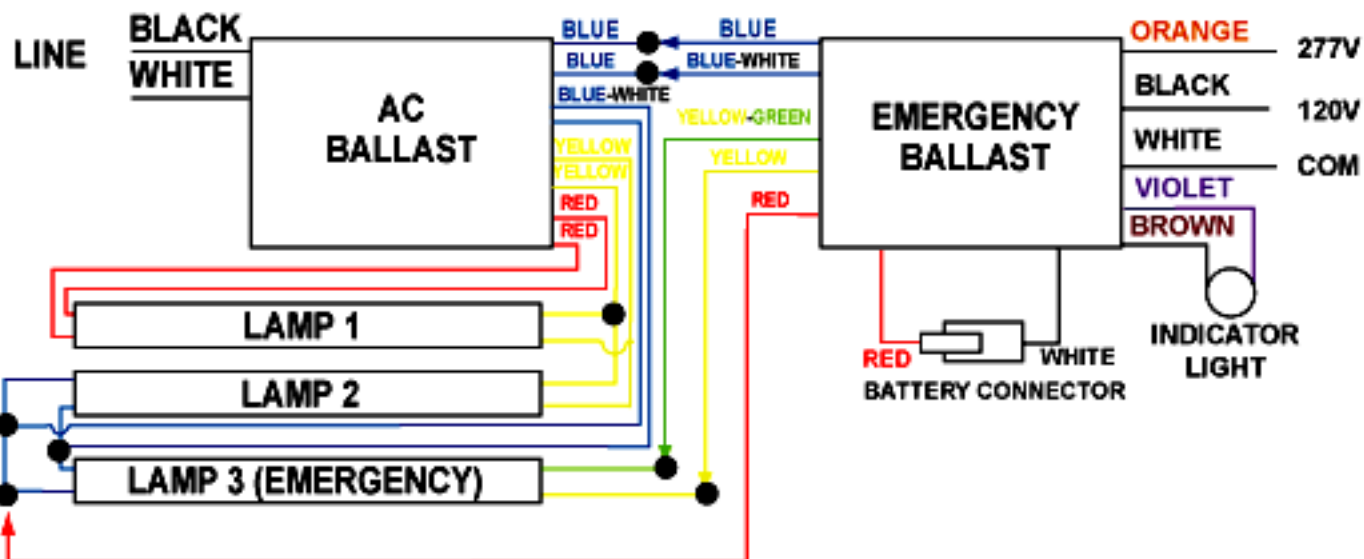 LINE
BLACK
WHITE
AC
BALLAST
BLUE
BLUE
BLUE-WHITE
YELLOW
YELLOW
RED
RED
BLUE
BLUE-WHITE
YELLOW-GREEN
YELLOW
RED
EMERGENCY
BALLAST
ORANGE
277V
BLACK
120V
WHITE
COM
VIOLET
BROWN
INDICATOR
LIGHT
RED
WHITE
BATTERY CONNECTOR
LAMP 1
LAMP 2
LAMP 3 (EMERGENCY)